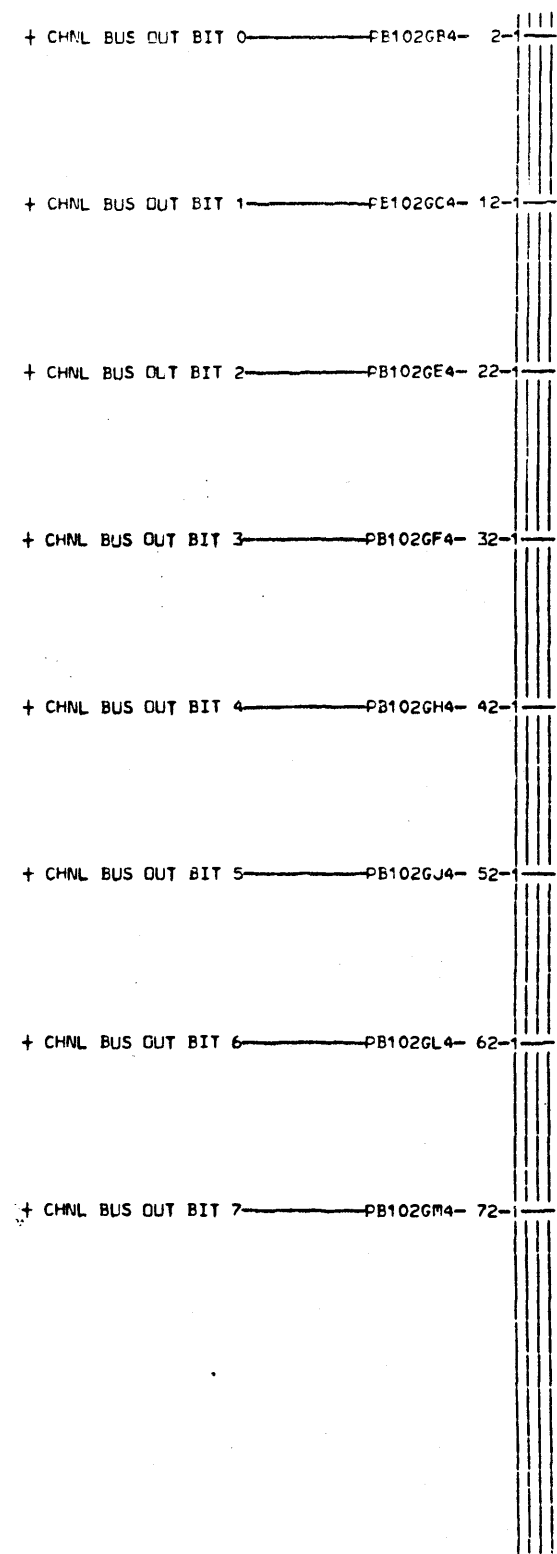 + CHNL BUS OUT BIT 0 PB102GB4- 2-1
+ CHNL BUS OUT BIT 1 PB102GC4- 12-1
+ CHNL BUS OUT BIT 2 PB102GE4- 22-1
+ CHNL BUS OUT BIT 3 PB102GF4- 32-1
+ CHNL BUS OUT BIT 4 PB102GH4- 42-1
+ CHNL BUS OUT BIT 5 PB102GJ4- 52-1
+ CHNL BUS OUT BIT 6 PB102GL4- 62-1
+ CHNL BUS OUT BIT 7 PB102GM4- 72-1